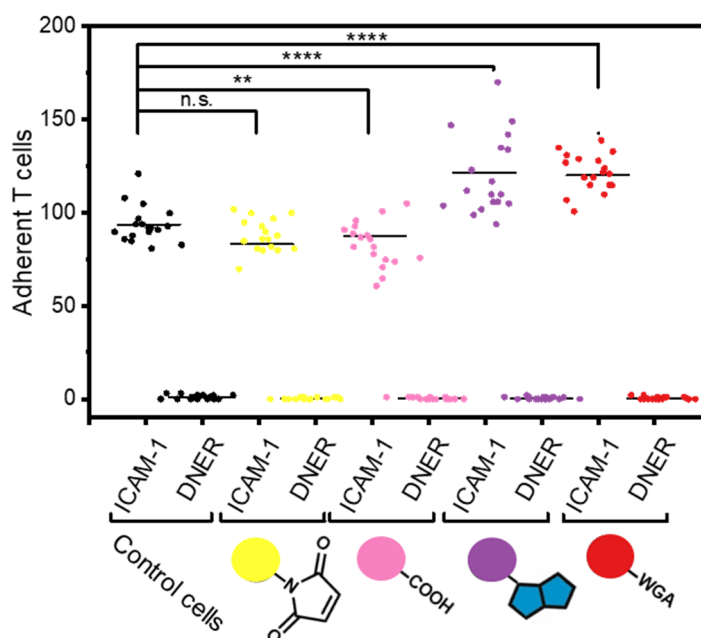 200
****
****
**
n.s.
150
100
50
0
Adherent T cells
ICAM-1
DNER
ICAM-1
DNER
ICAM-1
DNER
ICAM-1
DNER
ICAM-1
DNER
Control cells
N
O
O
COOH
WGA